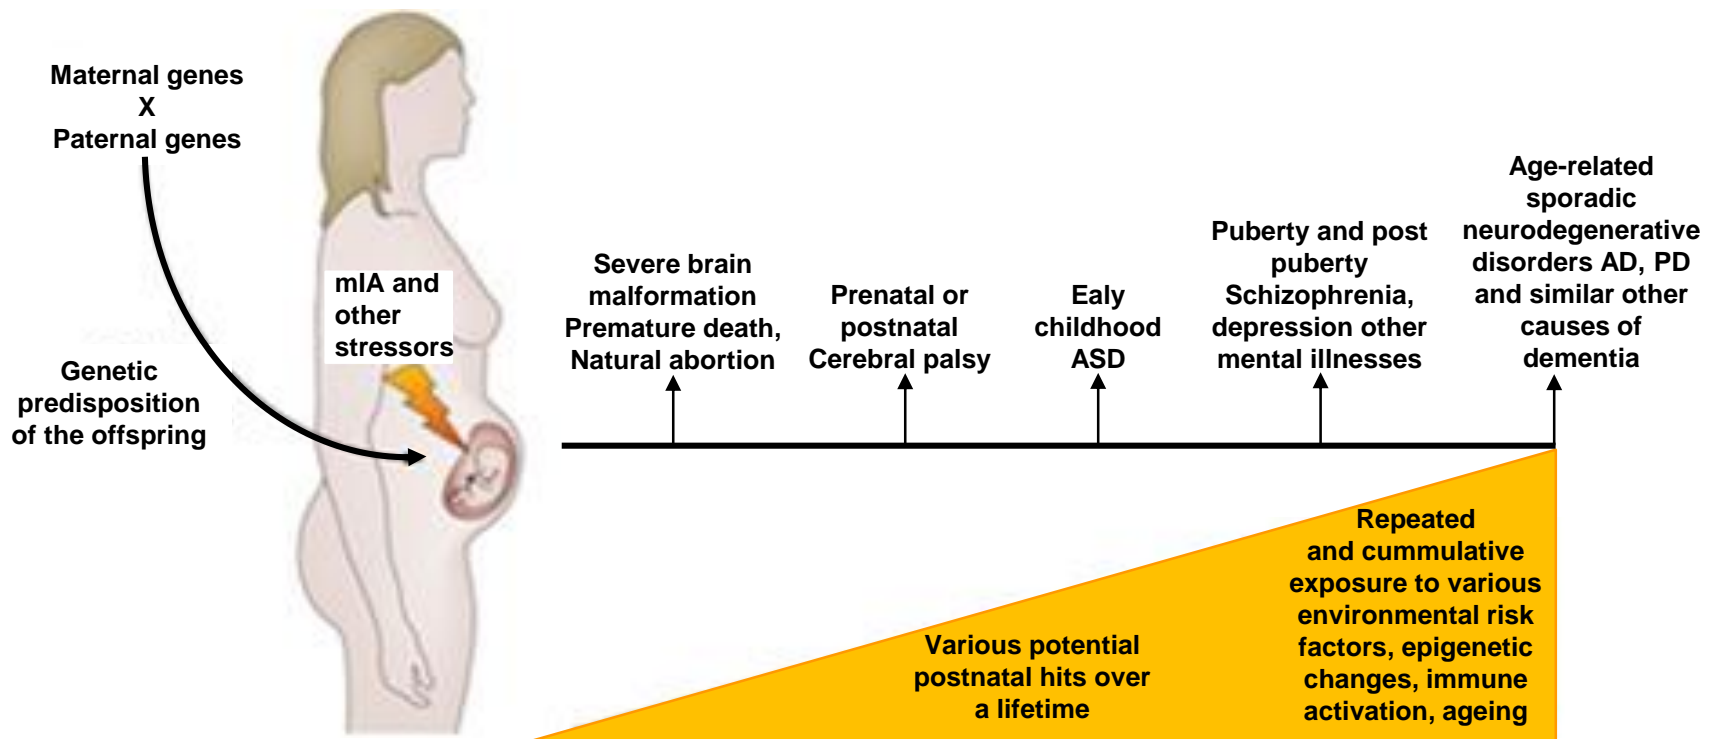 Maternal genes
X
Paternal genes
Genetic
predisposition
of the offspring
mIA and
other
stressors
Severe brain
malformation
Premature death,
Natural abortion
Prenatal or
postnatal
Cerebral palsy
Ealy
childhood
ASD
Puberty and post
puberty
Schizophrenia,
depression other
mental illnesses
Age-related
sporadic
neurodegenerative
disorders AD, PD
and similar other
causes of
dementia
Various potential
postnatal hits over
a lifetime
Repeated
and cummulative
exposure to various
environmental risk
factors, epigenetic
changes, immune
activation, ageing